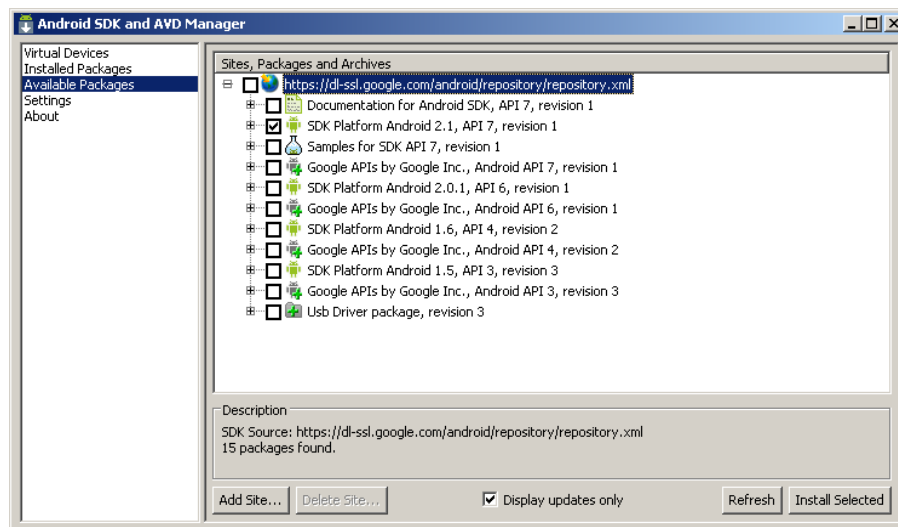 Android SDK and AVD Manager
Virtual Devices
Installed Packages
Available Packages
Settings
About
Sites, Packages and Archives
https://dl-ssl.google.com/android/repository/repository.xml
Documentation for Android SDK, API 7, revision 1
SDK Platform Android 2.1, API 7, revision 1
Samples for SDK API 7, revision 1
Google APIs by Google Inc., Android API 7, revision 1
SDK Platform Android 2.0.1, API 6, revision 1
Google APIs by Google Inc., Android API 6, revision 1
SDK Platform Android 1.6, API 4, revision 2
Google APIs by Google Inc., Android API 4, revision 2
SDK Platform Android 1.5, API 3, revision 3
Google APIs by Google Inc., Android API 3, revision 3
Usb Driver package, revision 3
Description
SDK Source: https://dl-ssl.google.com/android/repository/repository.xml
15 packages found.
Add Site... Delete Site... Display updates only Refresh Install Selected